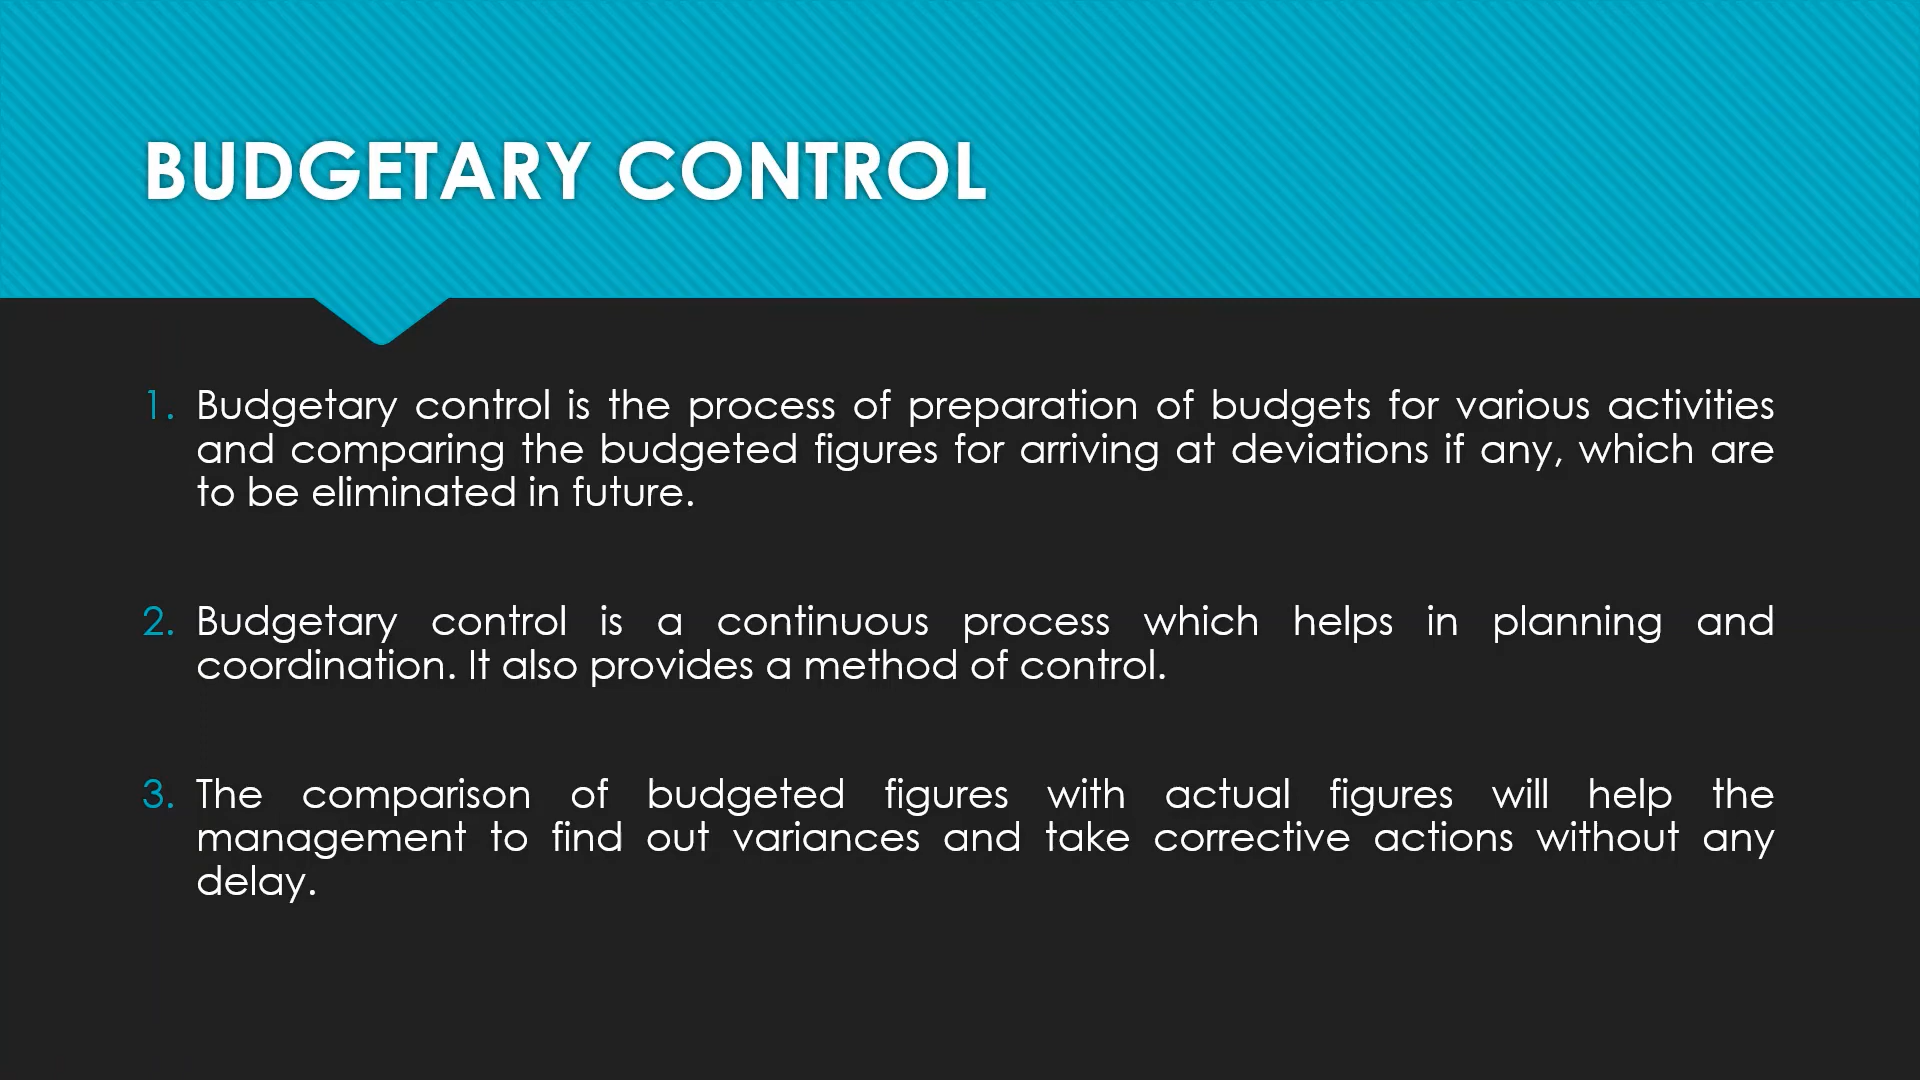 BUDGETARY CONTROL
1. Budgetary control is the process of preparation of budgets for various activities
and comparing the budgeted figures for arriving at deviations if any, which are
to be eliminated in future.
2. Budgetary control is a continuous process which helps in planning and
coordination. It also provides a method of control.
3. The comparison of budgeted figures with actual figures will help the
management to find out variances and take corrective actions without any
delay.